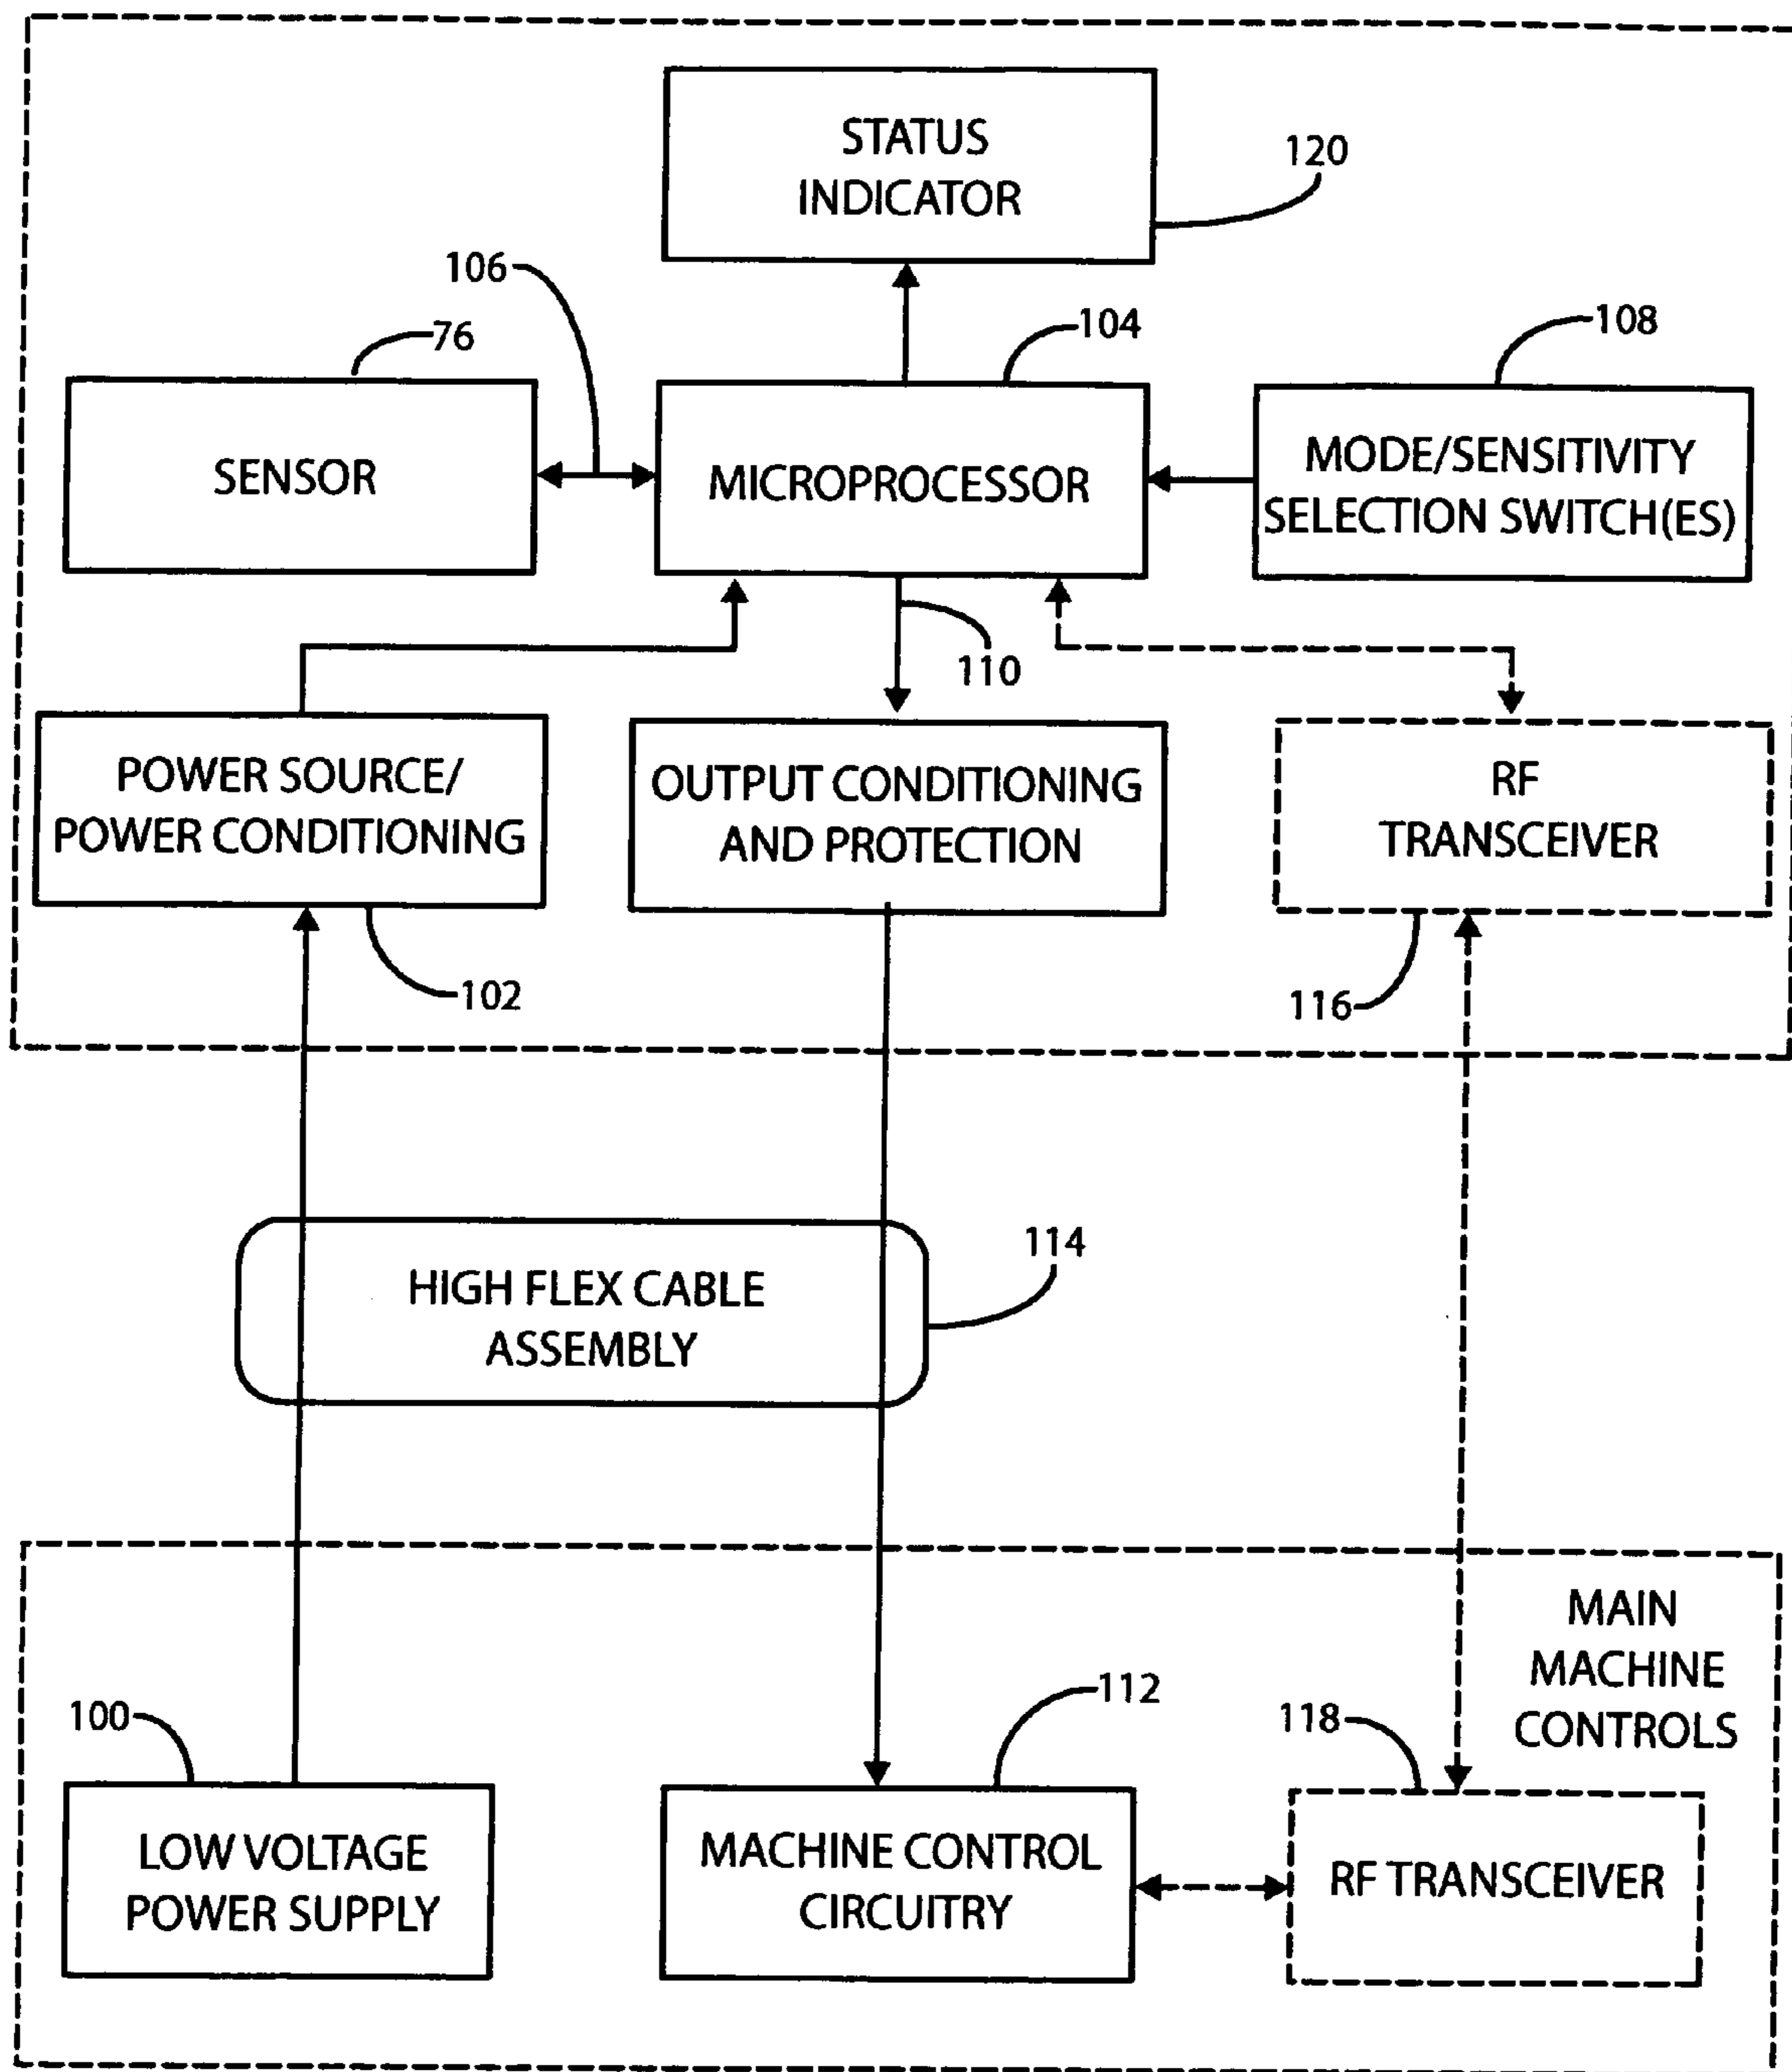 STATUS
INDICATOR
120
106
76
104
108
SENSOR
MICROPROCESSOR
MODE/SENSITIVITY
SELECTION SWITCH(ES)
110
POWER SOURCE/
POWER CONDITIONING
OUTPUT CONDITIONING
AND PROTECTION
RF
TRANSCEIVER
102
116
HIGH FLEX CABLE
ASSEMBLY
114
MAIN
MACHINE
CONTROLS
100
112
118
LOW VOLTAGE
POWER SUPPLY
MACHINE CONTROL
CIRCUITRY
RF TRANSCEIVER